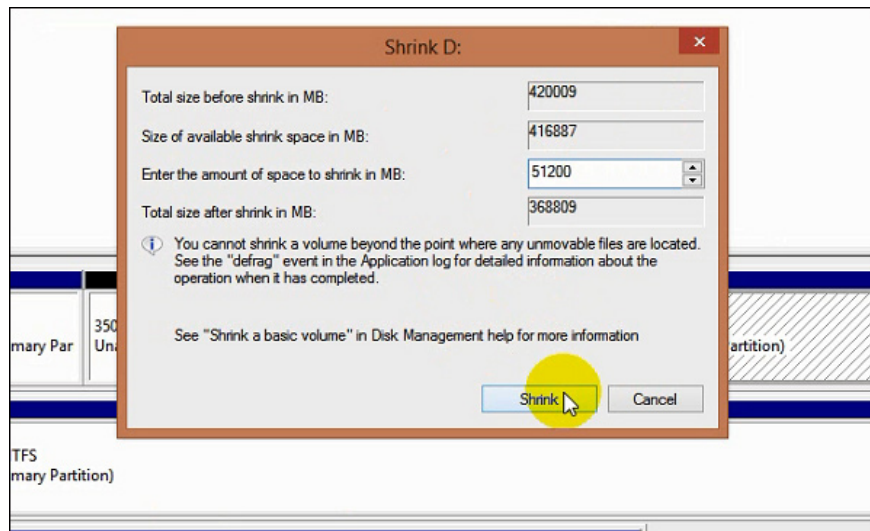 Shrink D:
Total size before shrink in MB:
420009
Size of available shrink space in MB:
416887
Enter the amount of space to shrink in MB:
51200
Total size after shrink in MB:
368809
You cannot shrink a volume beyond the point where any unmovable files are located.
See the "defrag" event in the Application log for detailed information about the
operation when it has completed.
See "Shrink a basic volume" in Disk Management help for more information
Shrink
Cancel
mary Par
350
Una
artition)
TFS
mary Partition)